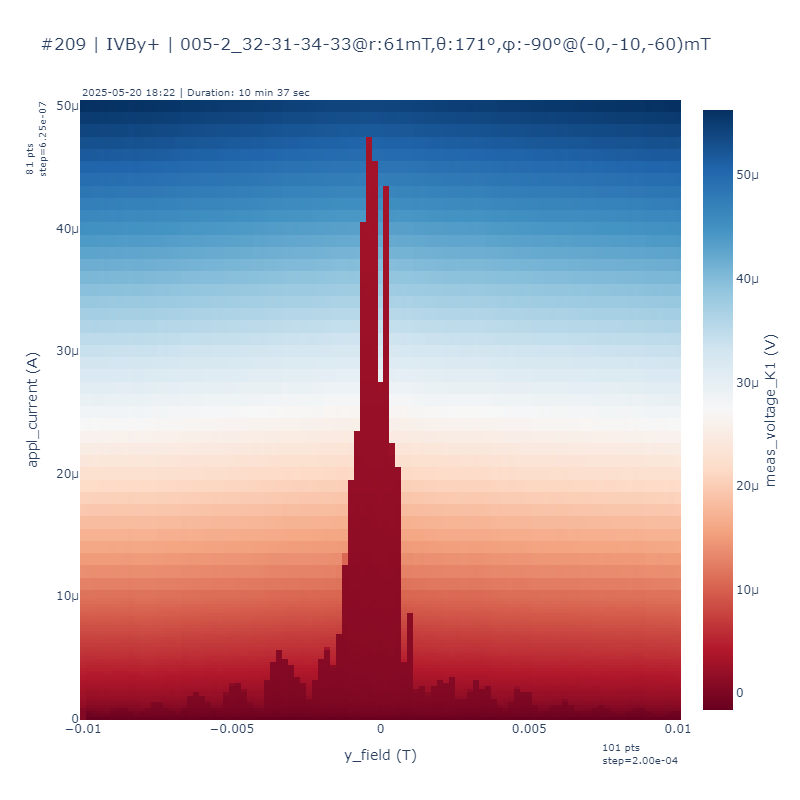 #209 | IVBy+ | 005-2_32-31-34-33@r:61mT,θ:171°,φ:-90°@(-0,-10,-60)mT
2025-05-20 18:22 | Duration: 10 min 37 sec
81 pts
step=6.25e-07
appl_current (A)
50μ
40μ
30μ
20μ
10μ
0
−0.01
−0.005
0
0.005
0.01
y_field (T)
101 pts
step=2.00e-04
50μ
40μ
30μ
20μ
10μ
0
meas_voltage_K1 (V)